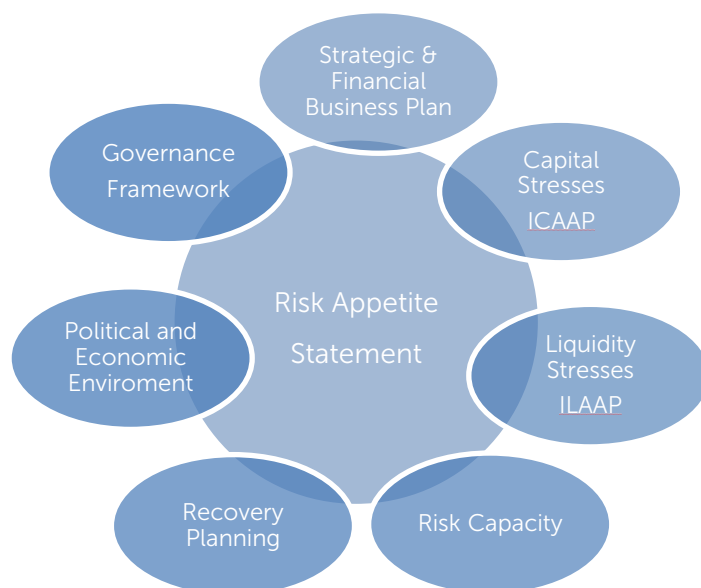 Strategic &
Financial
Business Plan
Governance
Framework
Capital
Stresses
ICAAP
Risk Appetite
Statement
Political and
Economic
Enviroment
Liquidity
Stresses
ILAAP
Recovery
Planning
Risk Capacity